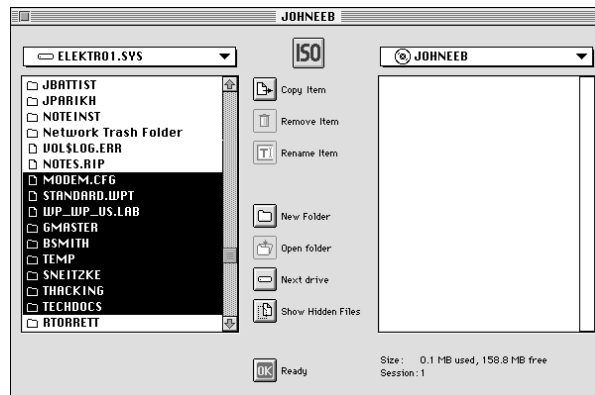 JOHNEEB
ELEKTRO1.SYS
ISO
JOHNEEB
JBATTIST
JPARIKH
NOTEINST
Network Trash Folder
VOL$LOG.ERR
NOTES.RIP
MODEM.CFG
STANDARD.WPT
WP_WP_US.LAB
GMASTER
BSMITH
TEMP
SNEITZKE
THACKING
TECHDOCS
RTORRETT
Copy Item
Remove Item
Rename Item
New Folder
Open folder
Next drive
Show Hidden Files
OK Ready
Size: 0.1 MB used, 158.8 MB free
Session: 1